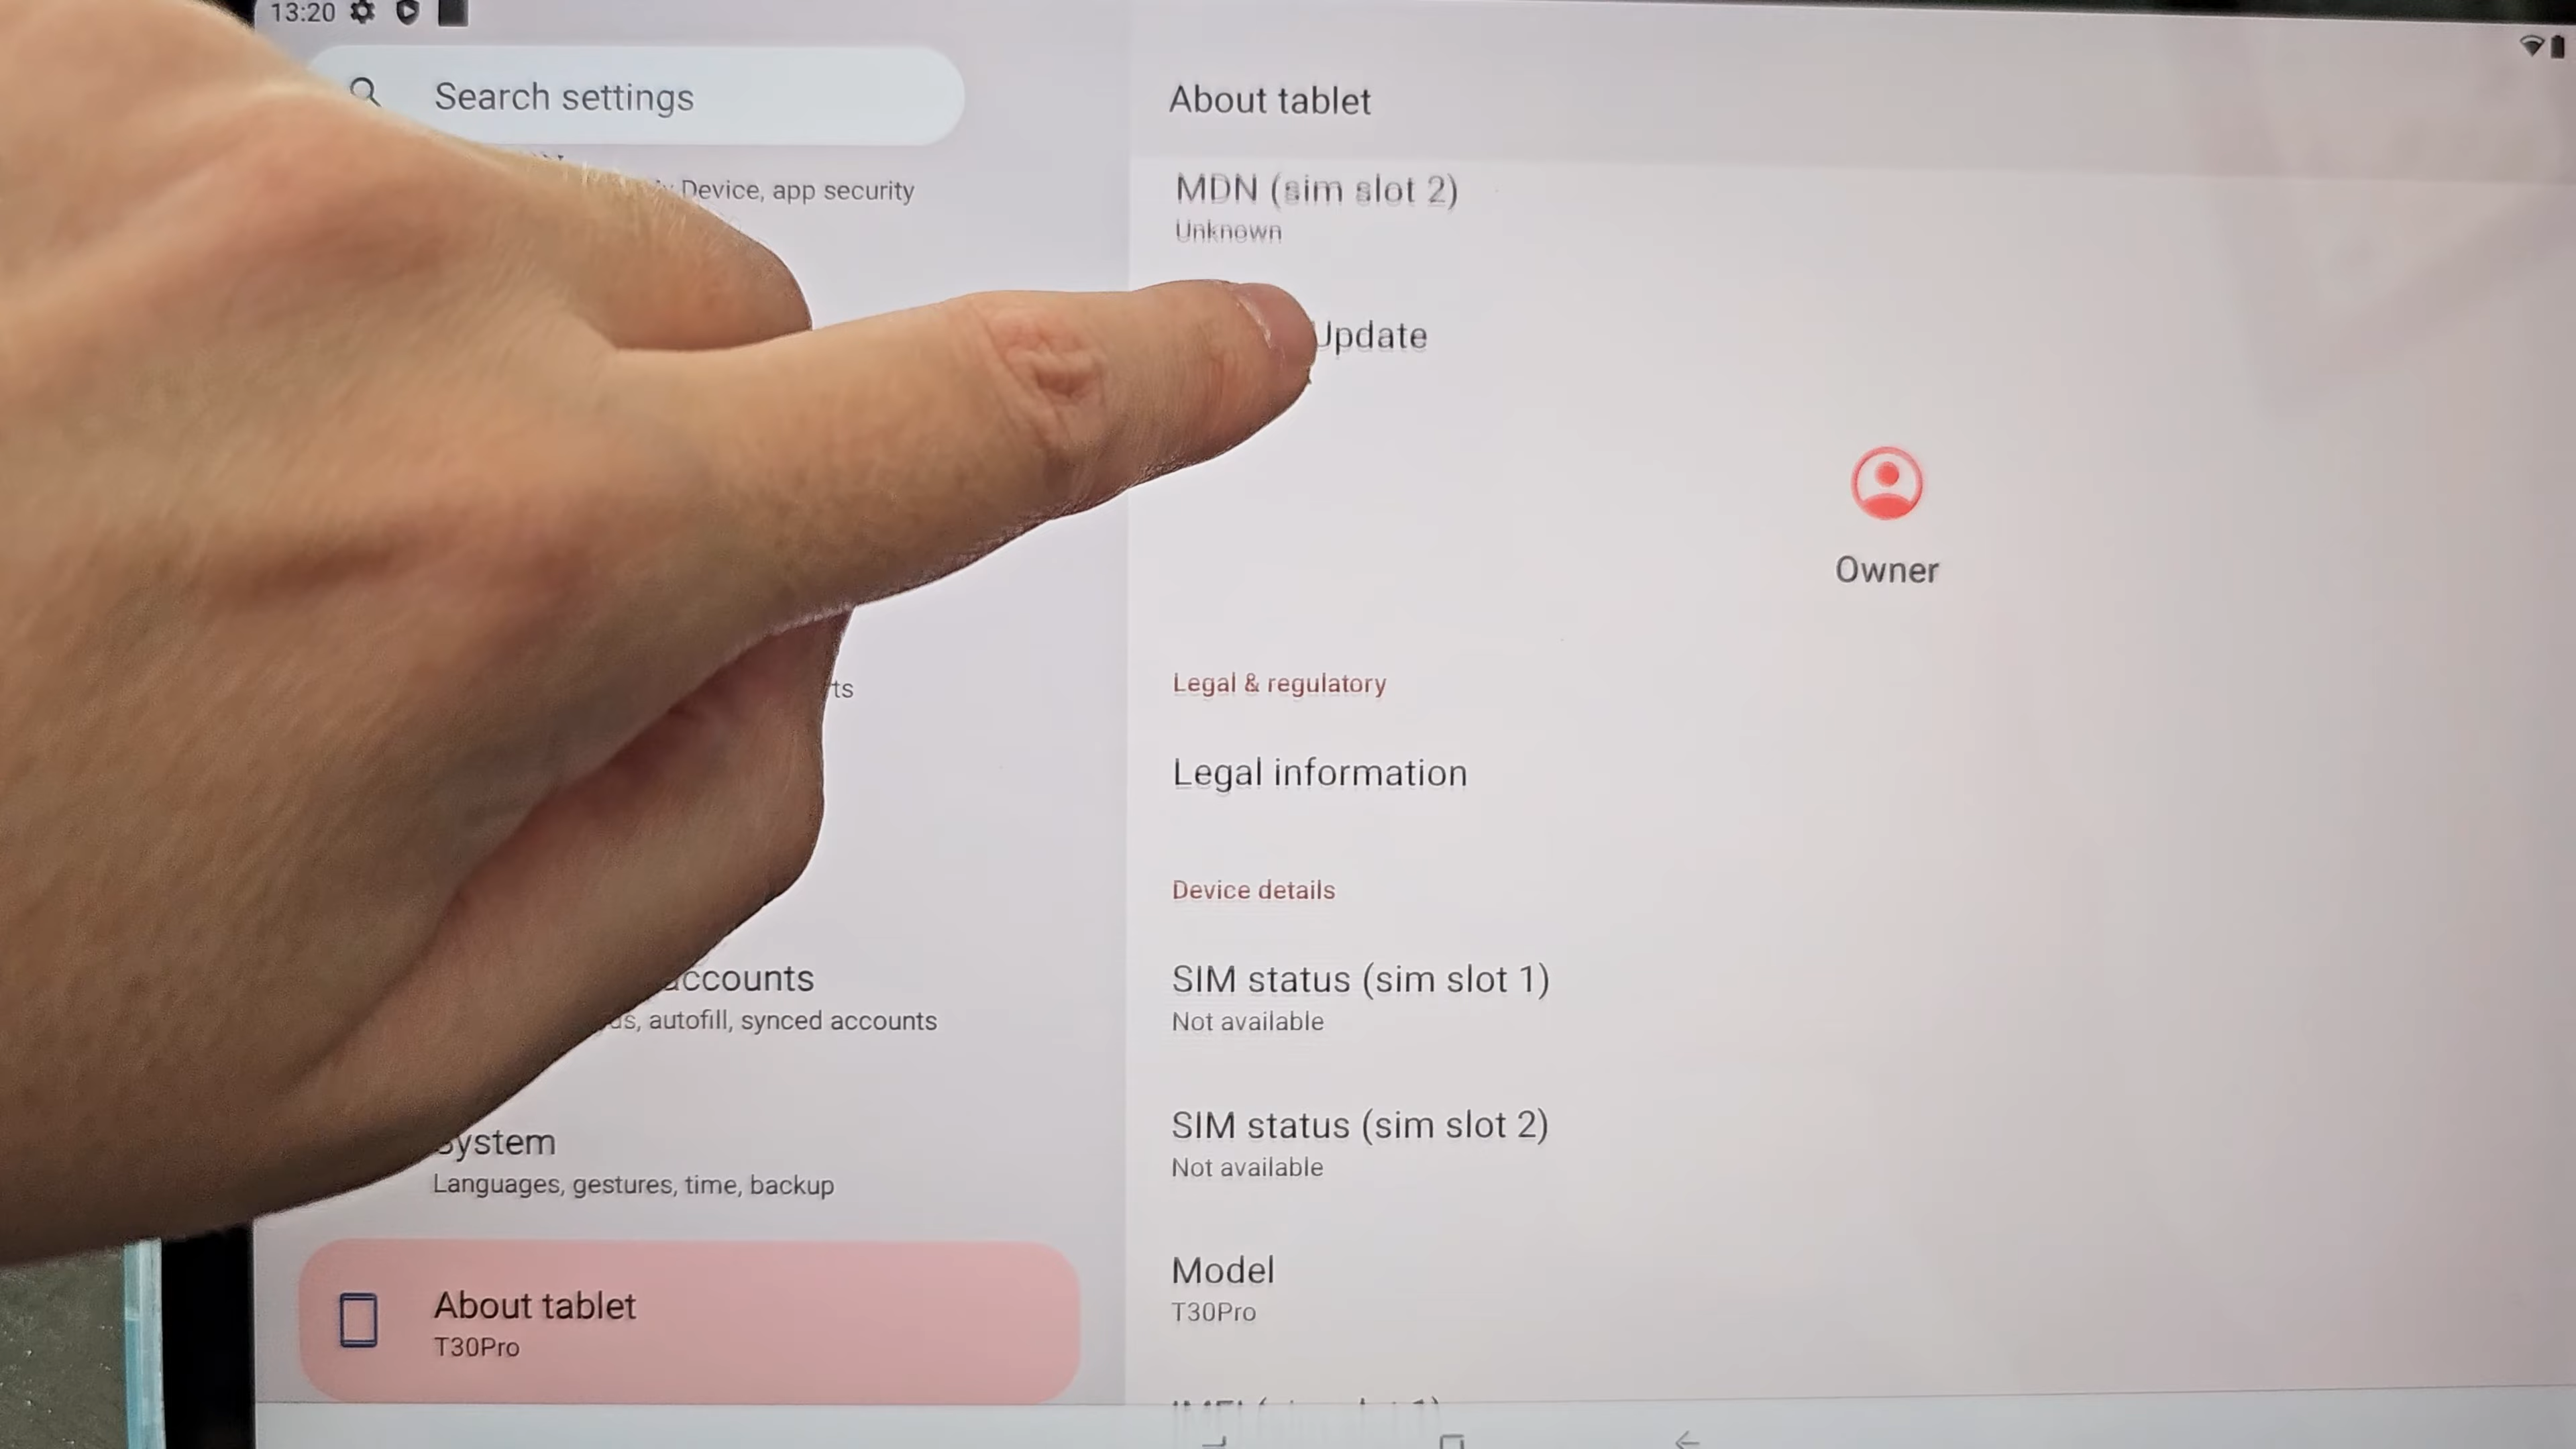 13:20
Search settings
Device, app security
ts
accounts
autofill, synced accounts
System
Languages, gestures, time, backup
About tablet
T30Pro
About tablet
MDN (sim slot 2)
Unknown
Update
Owner
Legal & regulatory
Legal information
Device details
SIM status (sim slot 1)
Not available
SIM status (sim slot 2)
Not available
Model
T30Pro